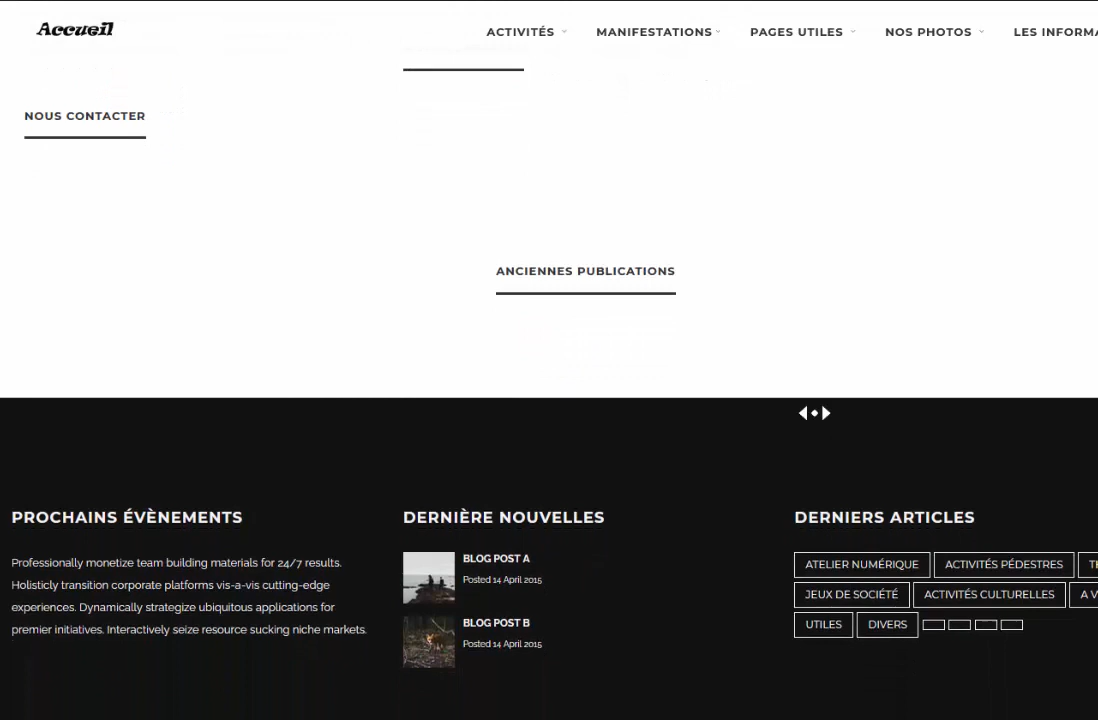 Accueil
ACTIVITÉS MANIFESTATIONS PAGES UTILES NOS PHOTOS LES INFORMA
NOUS CONTACTER
ANCIENNES PUBLICATIONS
PROCHAINS ÉVÈNEMENTS
Professionally monetize team building materials for 24/7 results.
Holisticly transition corporate platforms vis-a-vis cutting-edge
experiences. Dynamically strategize ubiquitous applications for
premier initiatives. Interactively seize resource sucking niche markets.
DERNIÈRE NOUVELLES
BLOG POST A
Posted 14 April 2015
BLOG POST B
Posted 14 April 2015
DERNIERS ARTICLES
ATELIER NUMÉRIQUE ACTIVITÉS PÉDESTRES
JEUX DE SOCIÉTÉ ACTIVITÉS CULTURELLES A
UTILES DIVERS